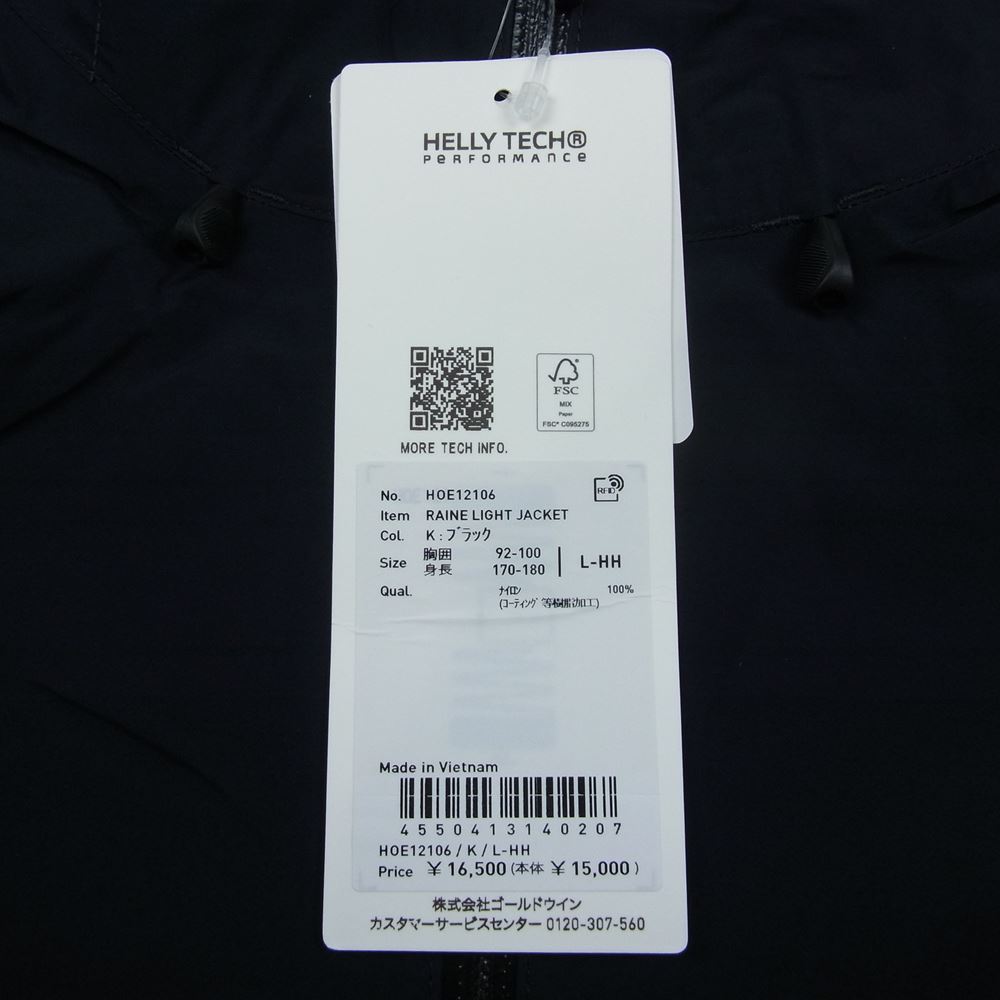 HELLY TECH®
PERFORMANCE
FSC
MIX
Paper
FSC® C095275
MORE TECH INFO.
RFID
No. HOE12106
Item RAINE LIGHT JACKET
Col. K : ブラック
Size 胸囲 92-100 L-HH
身長 170-180
Qual. ナイロン 100%
(コーティング等樹脂加工)
Made in Vietnam
4550413140207
HOE12106 / K / L-HH
Price ¥ 16,500 (本体 ¥ 15,000 )
株式会社ゴールドウイン
カスタマーサービスセンター 0120-307-560